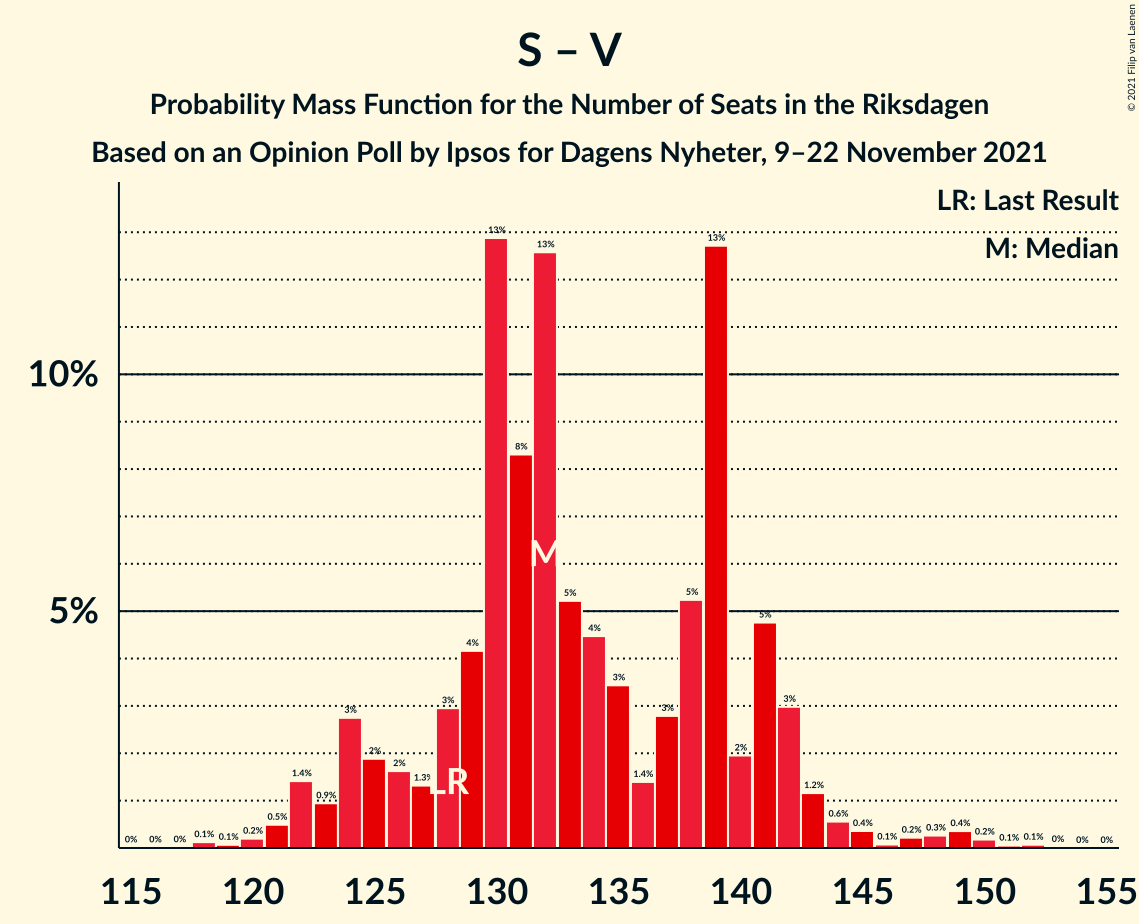 © 2021 Filip van Laenen
S – V
Probability Mass Function for the Number of Seats in the Riksdagen
Based on an Opinion Poll by Ipsos for Dagens Nyheter, 9–22 November 2021
LR: Last Result
M: Median
10%
5%
0% 0% 0% 0.1% 0.1% 0.2% 0.5% 1.4% 0.9% 3% 2% 2% 1.3% 3% 4% 13% 8% 13% 5% 4% 3% 1.4% 3% 5% 13% 2% 5% 3% 1.2% 0.6% 0.4% 0.1% 0.2% 0.3% 0.4% 0.2% 0.1% 0.1% 0% 0% 0%
M
LR
115 120 125 130 135 140 145 150 155